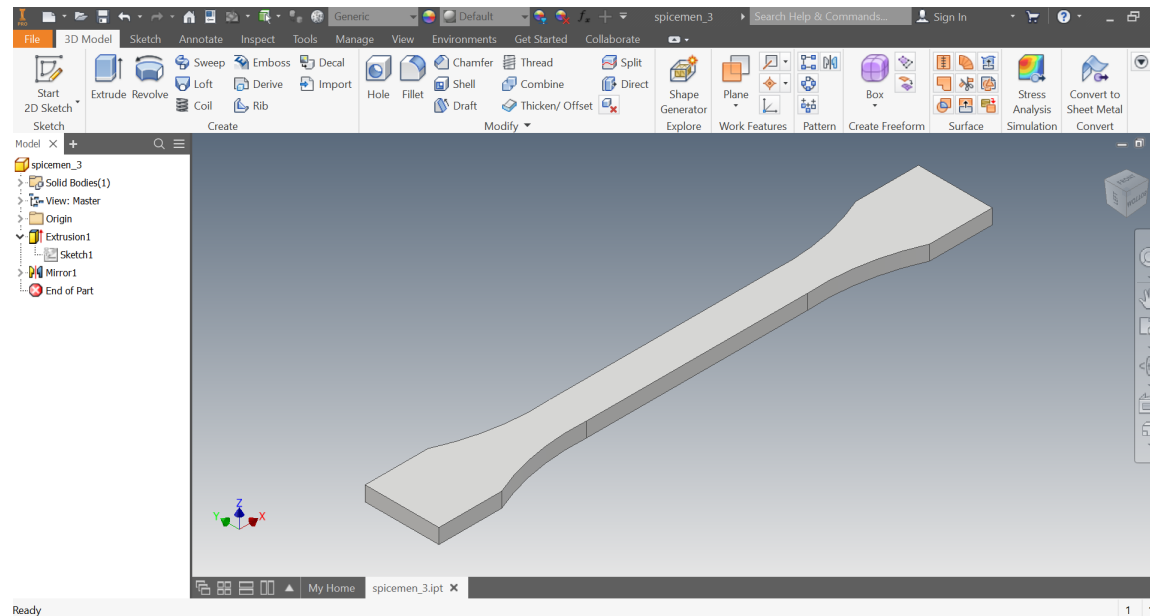 PRO Generic Default fx spicemen_3 Search Help & Commands... Sign In
File 3D Model Sketch Annotate Inspect Tools Manage View Environments Get Started Collaborate
Start 2D Sketch Extrude Revolve Sweep Emboss Decal
Loft Derive Import
Coil Rib
Hole Fillet Chamfer Thread Split
Shell Combine Direct
Draft Thicken/ Offset
Shape Generator Plane Box Stress Analysis Convert to Sheet Metal
Sketch Create Modify Explore Work Features Pattern Create Freeform Surface Simulation Convert
Model
spicemen_3
Solid Bodies(1)
View: Master
Origin
Extrusion1
Sketch1
Mirror1
End of Part
FRONT
BOTTOM
Z
Y X
My Home spicemen_3.ipt
Ready 1